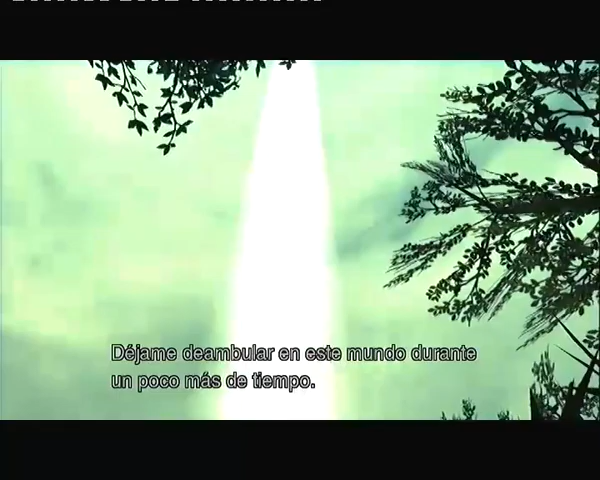 Déjame deambular en este mundo durante
un poco más de tiempo.